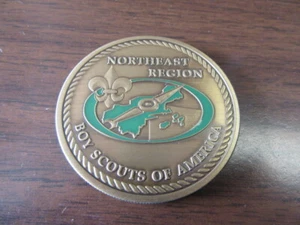 NORTHEAST
REGION
BOY SCOUTS OF AMERICA